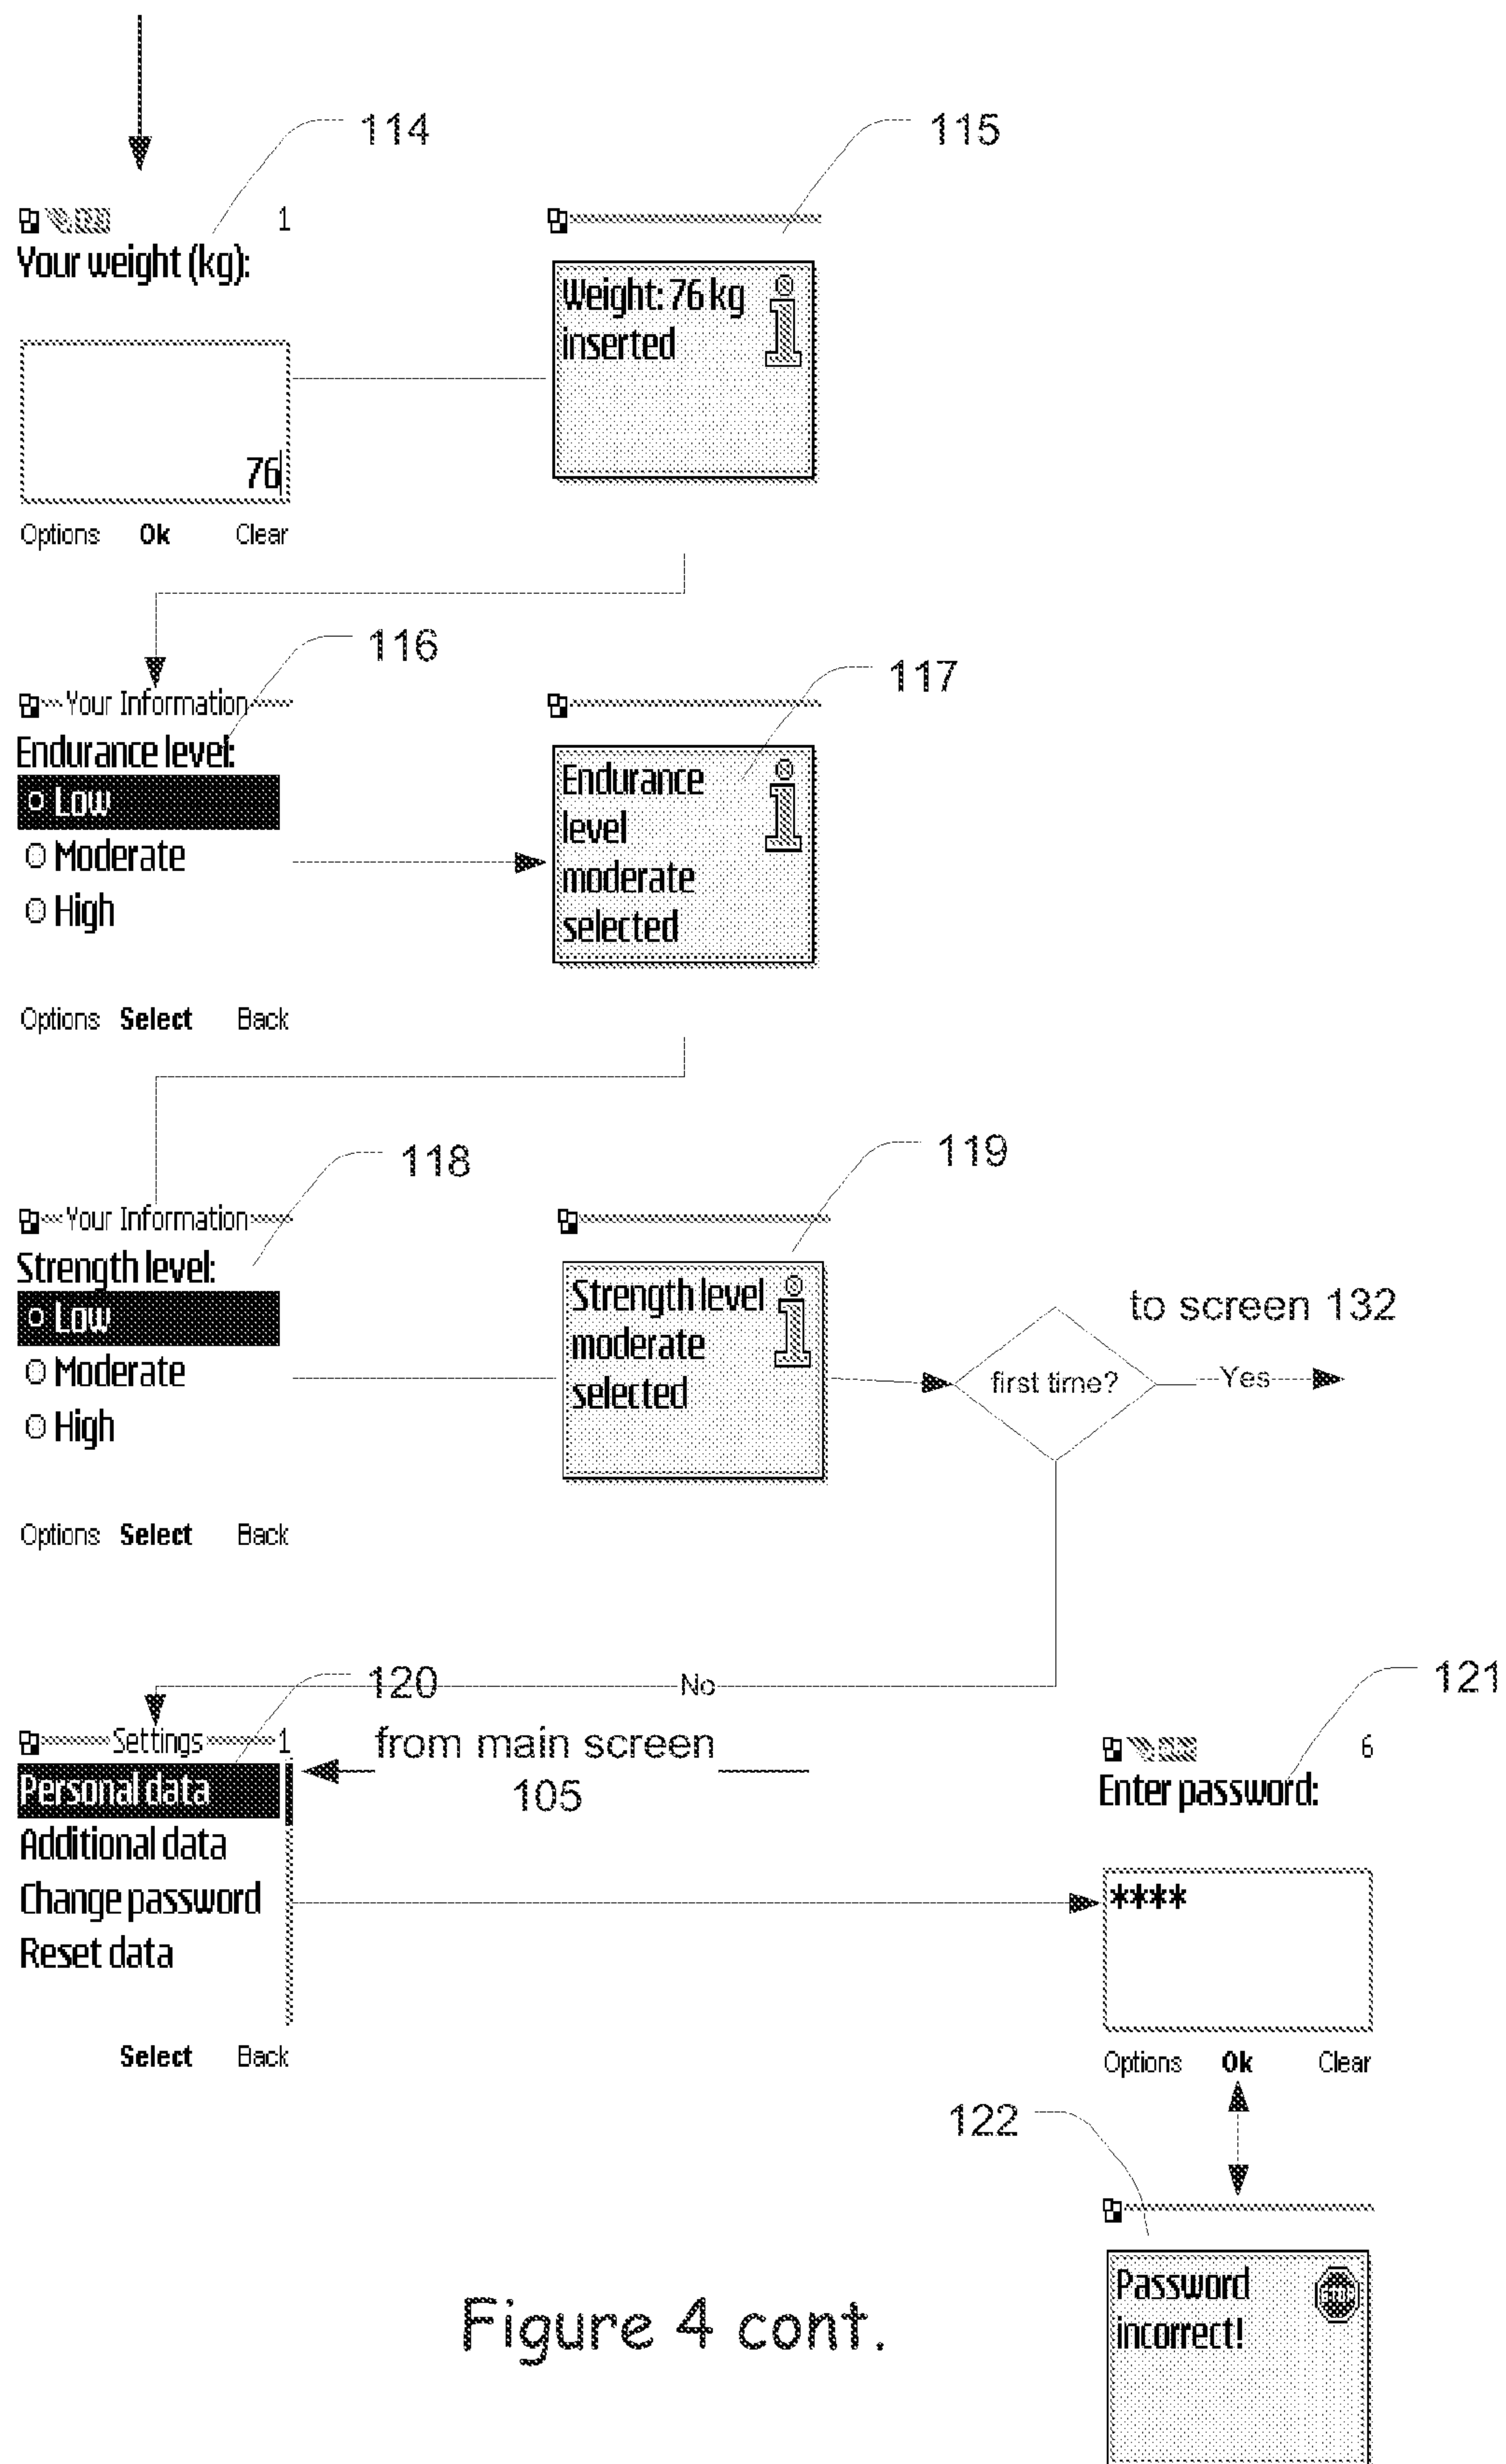 114
115
1
Your weight (kg):
Weight: 76 kg
inserted
76
Options Ok Clear
116
117
Your Information
Endurance level:
Low
Moderate
High
Endurance
level
moderate
selected
Options Select Back
118
119
Your Information
Strength level:
Low
Moderate
High
Strength level
moderate
selected
to screen 132
first time?
Yes
Options Select Back
120
No
121
Settings 1
from main screen
105
Personal data
Additional data
Change password
Reset data
Select Back
6
Enter password:
****
Options Ok Clear
122
Password
incorrect!
STOP
Figure 4 cont.